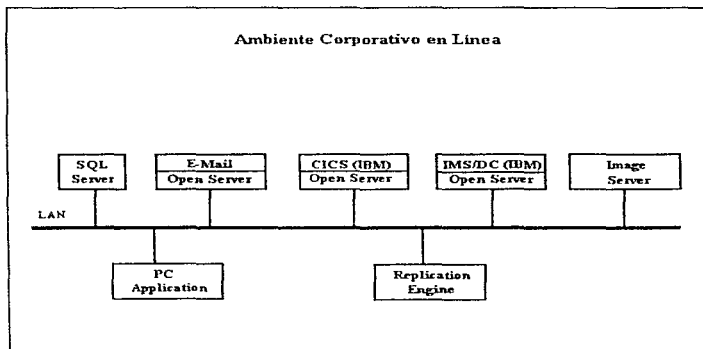 Ambiente Corporativo en Línea
SQL
Server
E-Mail
Open Server
CICS (IBM)
Open Server
IMS/DC (IBM)
Open Server
Image
Server
LAN
PC
Application
Replication
Engine